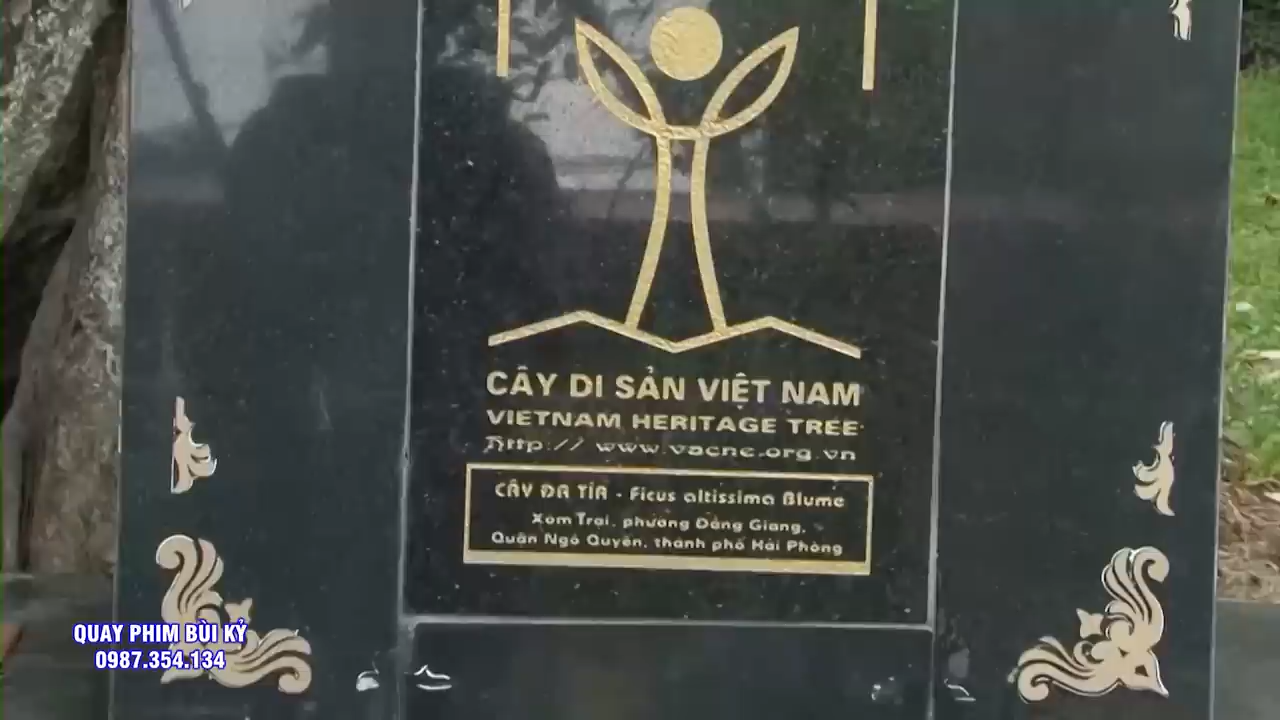 CÂY DI SẢN VIỆT NAM
VIETNAM HERITAGE TREE
http://www.vacne.org.vn
CÂY ĐA TÍA - Ficus altissima Blume
Xóm Trại, phường Đằng Giang,
Quận Ngô Quyền, thành phố Hải Phòng
QUAY PHIM BÙI KỶ
0987.354.134